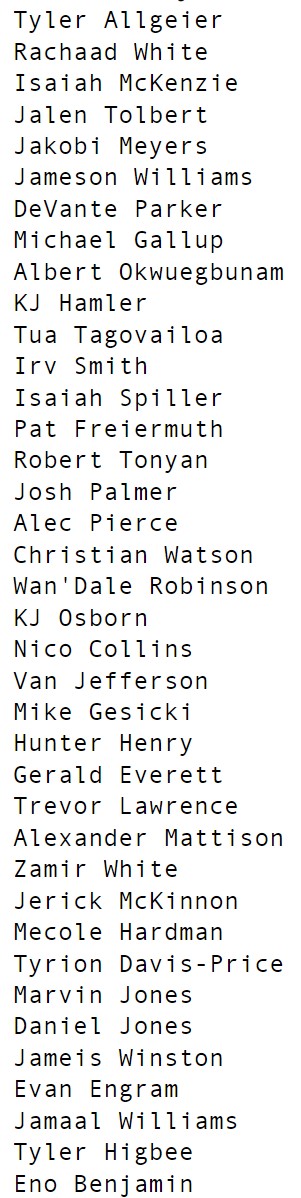 Tyler Allgeier
Rachaad White
Isaiah McKenzie
Jalen Tolbert
Jakobi Meyers
Jameson Williams
DeVante Parker
Michael Gallup
Albert Okwuegbunam
KJ Hamler
Tua Tagovailoa
Irv Smith
Isaiah Spiller
Pat Freiermuth
Robert Tonyan
Josh Palmer
Alec Pierce
Christian Watson
Wan'Dale Robinson
KJ Osborn
Nico Collins
Van Jefferson
Mike Gesicki
Hunter Henry
Gerald Everett
Trevor Lawrence
Alexander Mattison
Zamir White
Jerick McKinnon
Mecole Hardman
Tyrion Davis-Price
Marvin Jones
Daniel Jones
Jameis Winston
Evan Engram
Jamaal Williams
Tyler Higbee
Eno Benjamin